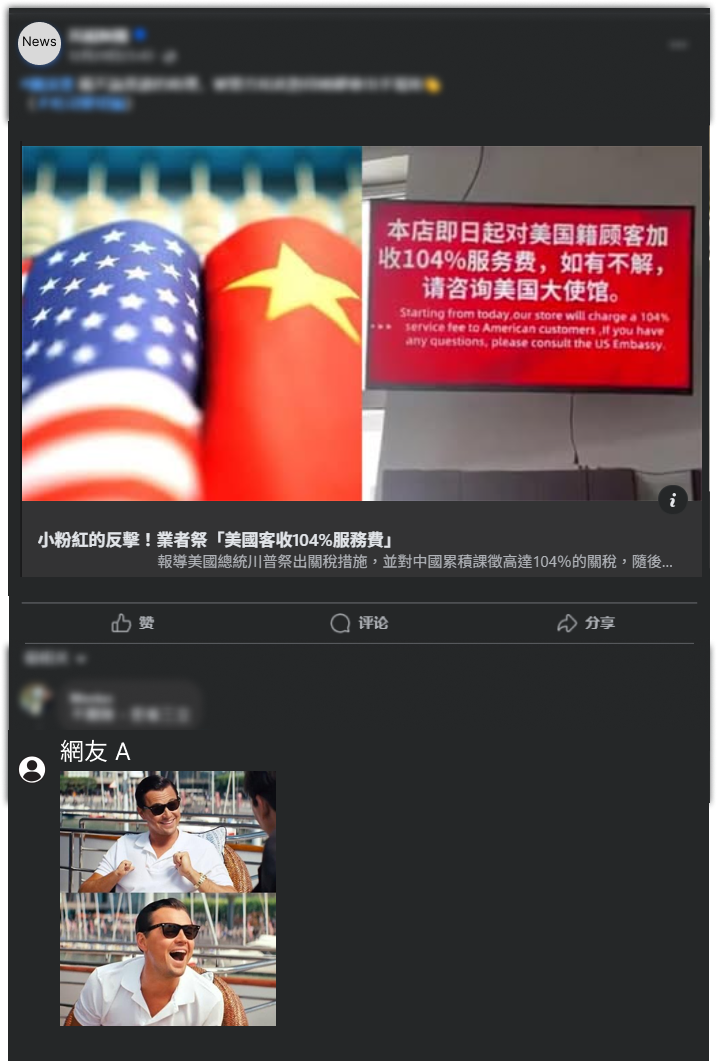 News
本店即日起对美国籍顾客加
收104%服务费，如有不解，
请咨询美国大使馆。
Starting from today,our store will charge a 104%
service fee to American customers ,If you have
any questions, please consult the US Embassy.
小粉紅的反擊！業者祭「美國客收104%服務費」
報導美國總統川普祭出關稅措施，並對中國累積課徵高達104%的關稅，隨後...
赞
评论
分享
網友 A